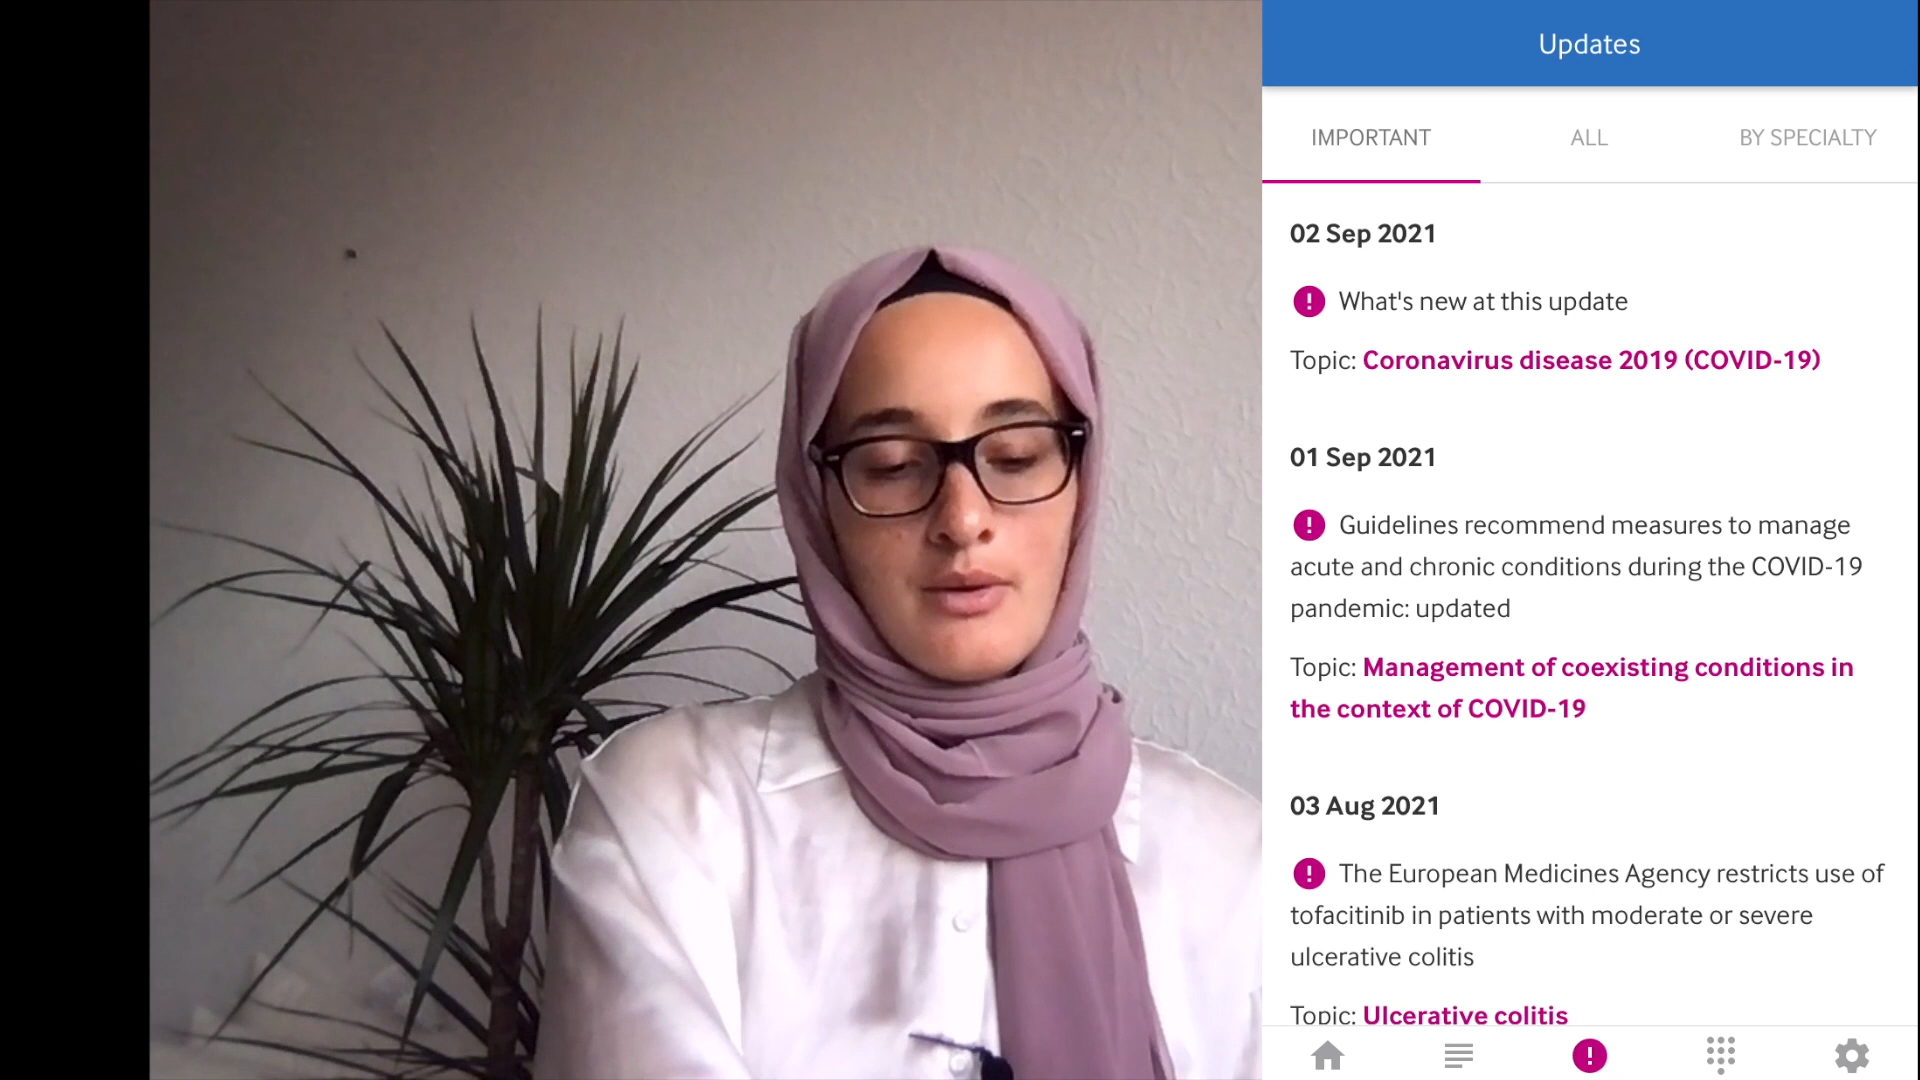 Updates
IMPORTANT
ALL
BY SPECIALTY
02 Sep 2021
What's new at this update
Topic: Coronavirus disease 2019 (COVID-19)
01 Sep 2021
Guidelines recommend measures to manage
acute and chronic conditions during the COVID-19
pandemic: updated
Topic: Management of coexisting conditions in
the context of COVID-19
03 Aug 2021
The European Medicines Agency restricts use of
tofacitinib in patients with moderate or severe
ulcerative colitis
Topic: Ulcerative colitis